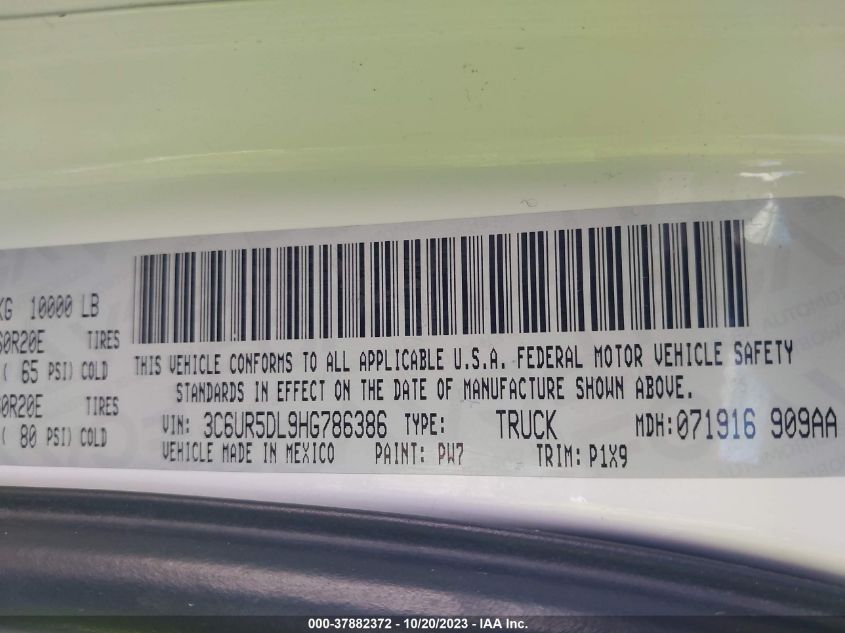 KG 10000 LB
60R20E TIRES
( 65 PSI) COLD
60R20E TIRES
( 80 PSI) COLD
THIS VEHICLE CONFORMS TO ALL APPLICABLE U.S.A. FEDERAL MOTOR VEHICLE SAFETY
STANDARDS IN EFFECT ON THE DATE OF MANUFACTURE SHOWN ABOVE.
VIN: 3C6UR5DL9HG786386 TYPE: TRUCK MDH: 071916 909AA
VEHICLE MADE IN MEXICO PAINT: PW7 TRIM: P1X9
000-37882372 - 10/20/2023 - IAA Inc.